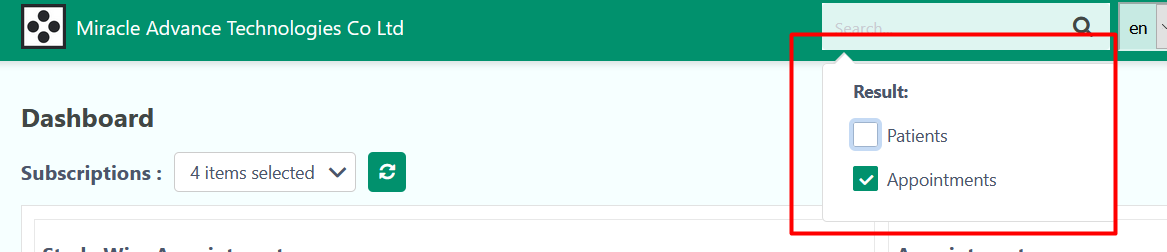 Miracle Advance Technologies Co Ltd
Search...
en
Result:
Patients
Appointments
Dashboard
Subscriptions :
4 items selected